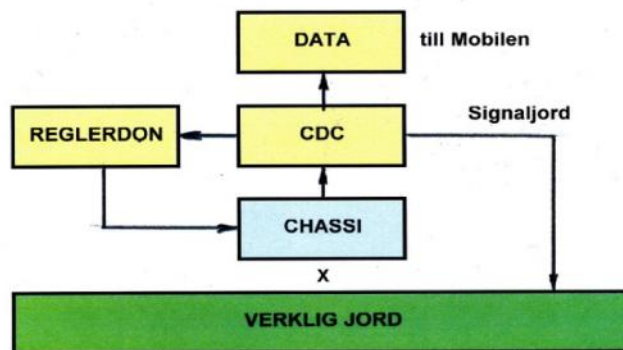 DATA till Mobilen
Signaljord
REGLERDON CDC
CHASSI
X
VERKLIG JORD